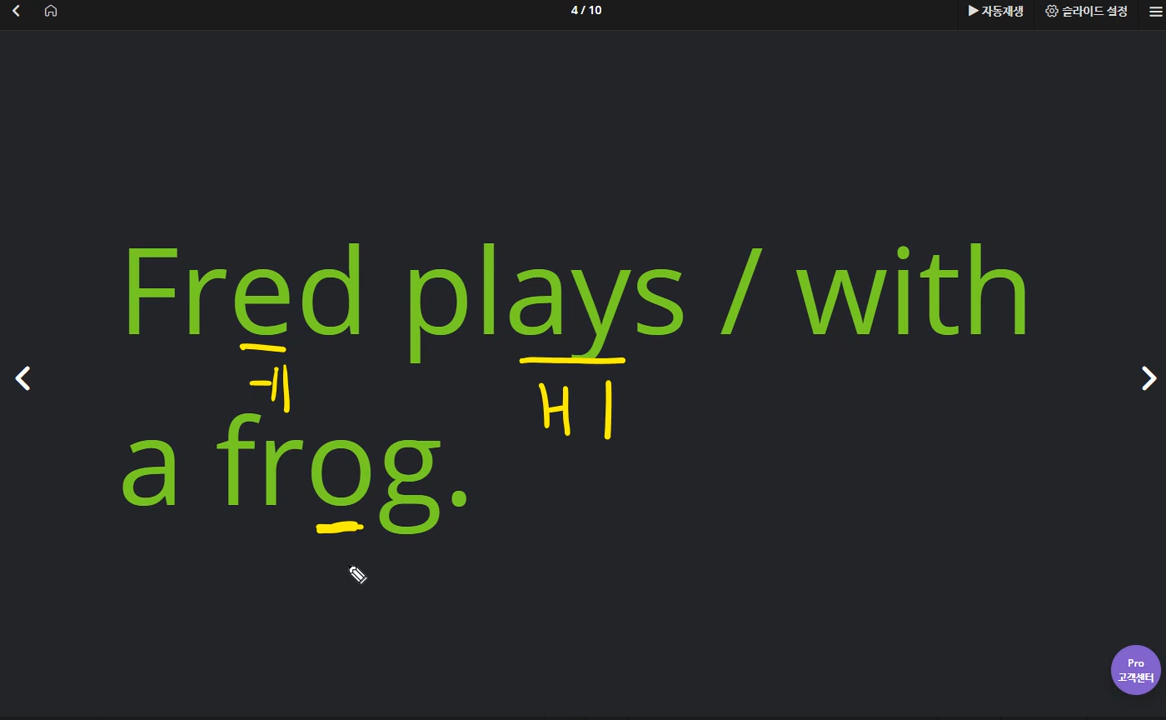 4 / 10
▶ 자동재생
슬라이드 설정
Fred plays / with
ㅔ
ㅐ ㅣ
a frog.
Pro
고객센터